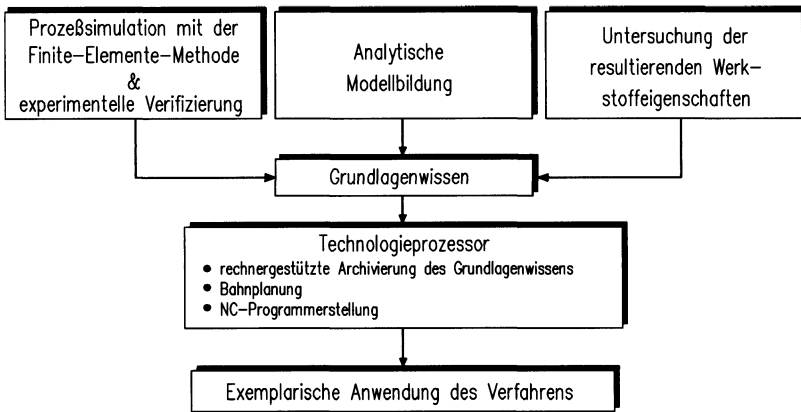 Prozeßsimulation mit der
Finite-Elemente-Methode
&
experimentelle Verifizierung
Analytische
Modellbildung
Untersuchung der
resultierenden Werk-
stoffeigenschaften
Grundlagenwissen
Technologieprozessor
• rechnergestützte Archivierung des Grundlagenwissens
• Bahnplanung
• NC-Programmerstellung
Exemplarische Anwendung des Verfahrens